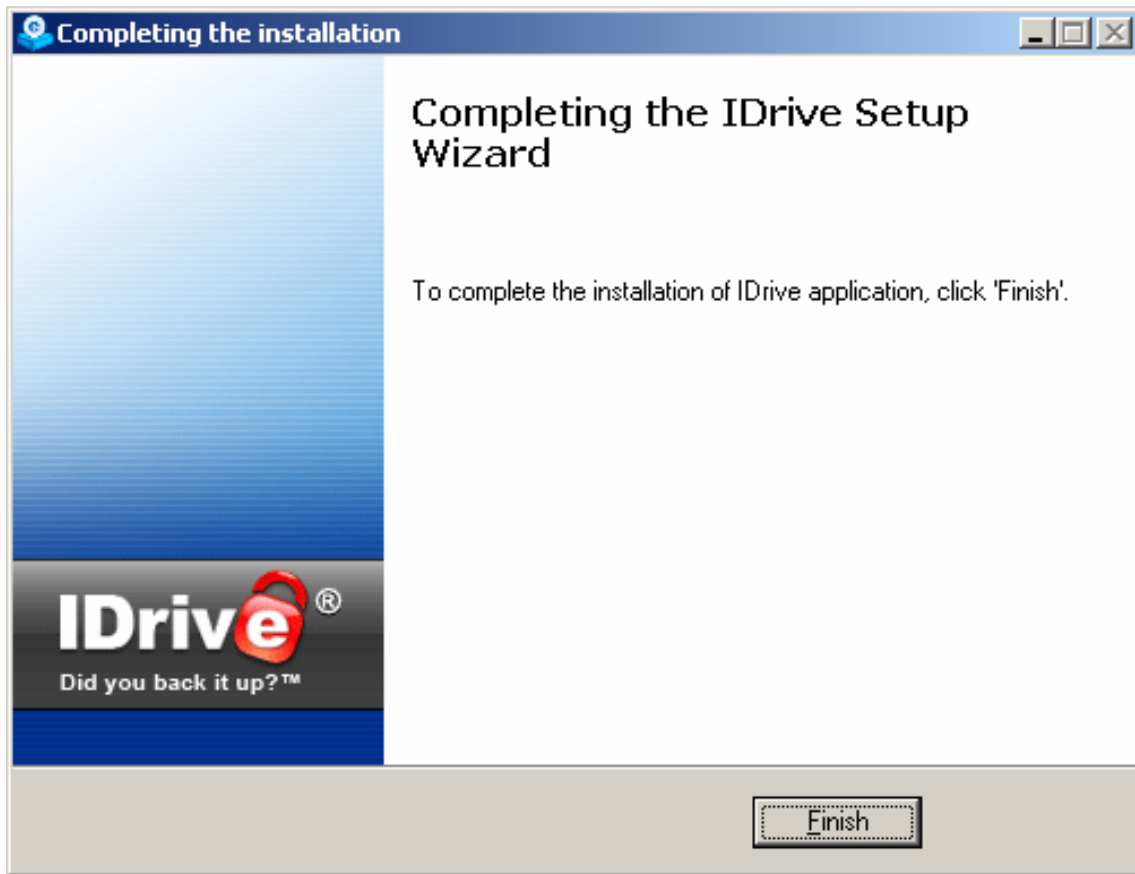 Completing the installation
Completing the IDrive Setup
Wizard
To complete the installation of IDrive application, click 'Finish'.
IDrive®
Did you back it up?™
Finish